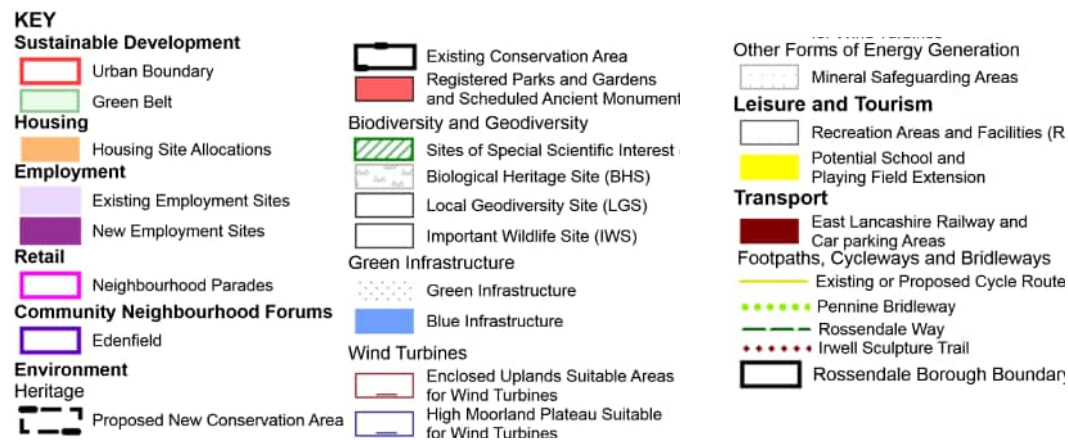 KEY
Sustainable Development
Urban Boundary
Green Belt
Housing
Housing Site Allocations
Employment
Existing Employment Sites
New Employment Sites
Retail
Neighbourhood Parades
Community Neighbourhood Forums
Edenfield
Environment
Heritage
Proposed New Conservation Area
Existing Conservation Area
Registered Parks and Gardens
and Scheduled Ancient Monument
Biodiversity and Geodiversity
Sites of Special Scientific Interest
Biological Heritage Site (BHS)
Local Geodiversity Site (LGS)
Important Wildlife Site (IWS)
Green Infrastructure
Green Infrastructure
Blue Infrastructure
Wind Turbines
Enclosed Uplands Suitable Areas
for Wind Turbines
High Moorland Plateau Suitable
for Wind Turbines
for Wind Turbines
Other Forms of Energy Generation
Mineral Safeguarding Areas
Leisure and Tourism
Recreation Areas and Facilities (R
Potential School and
Playing Field Extension
Transport
East Lancashire Railway and
Car parking Areas
Footpaths, Cycleways and Bridleways
Existing or Proposed Cycle Route
Pennine Bridleway
Rossendale Way
Irwell Sculpture Trail
Rossendale Borough Boundary